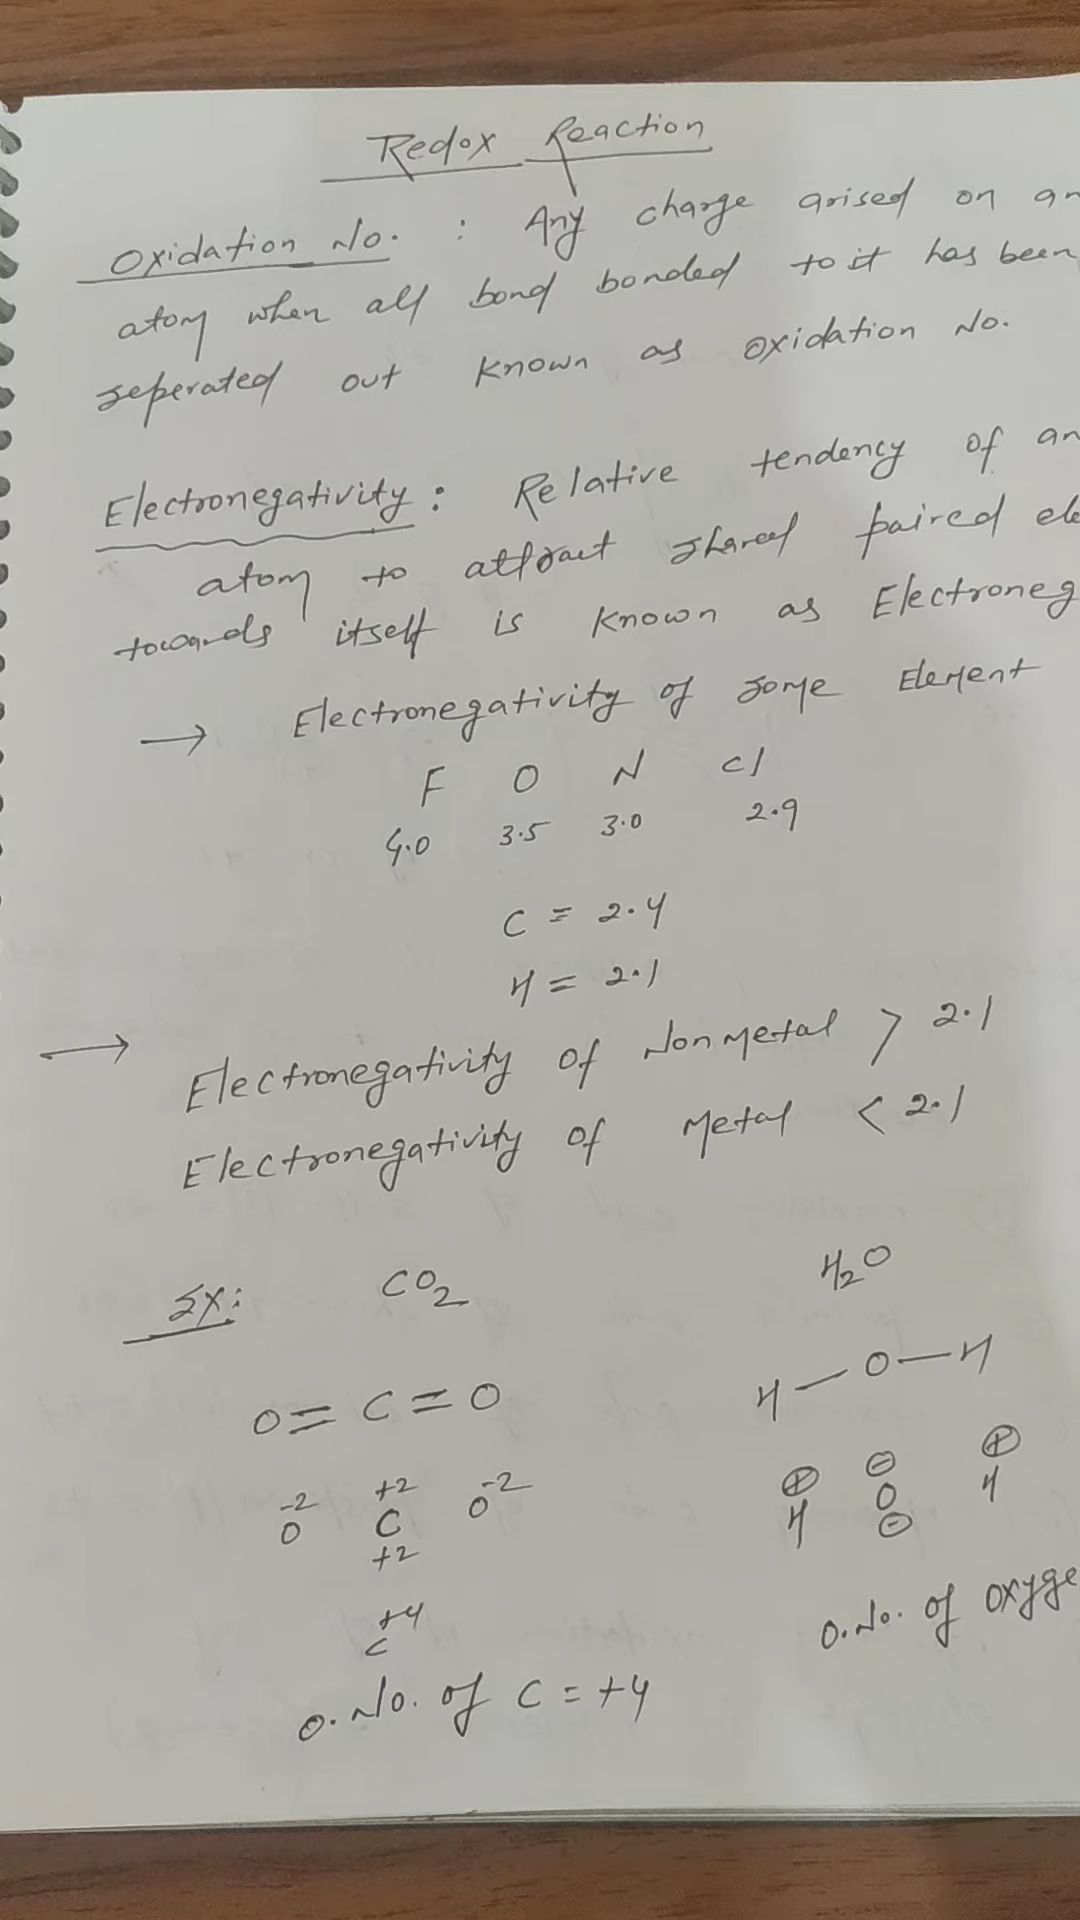 Redox Reaction
Oxidation No. : Any charge arised on an
atom when all bond bonded to it has been
seperated out known as oxidation No.
Electronegativity : Relative tendency of an
atom to attract shared paired ele
towards itself is known as Electroneg
→ Electronegativity of some Element
F O N Cl
4.0 3.5 3.0 2.9
C = 2.4
H = 2.1
→ Electronegativity of Nonmetal > 2.1
Electronegativity of Metal < 2.1
Ex: CO₂ H₂O
O=C=O H—O—H
-2 +2 -2 ⊕ ⊖ ⊕
O C O H O H
+2 ⊖
+4
C
O. No. of C = +4 O. No. of oxyge